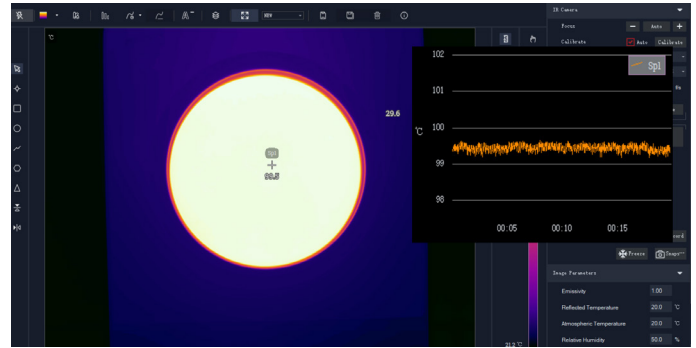 IR Camera
Focus
Auto
Calibrate
Auto
Calibrate
℃
102
Sp1
101
29.6
100
℃
99
Sp1
99.5
98
00:05
00:10
00:15
Freeze
Image Parameters
Emissivity
1.00
Reflected Temperature
20.0
℃
Atmospheric Temperature
20.0
℃
21.2 ℃
Relative Humidity
50.0
%